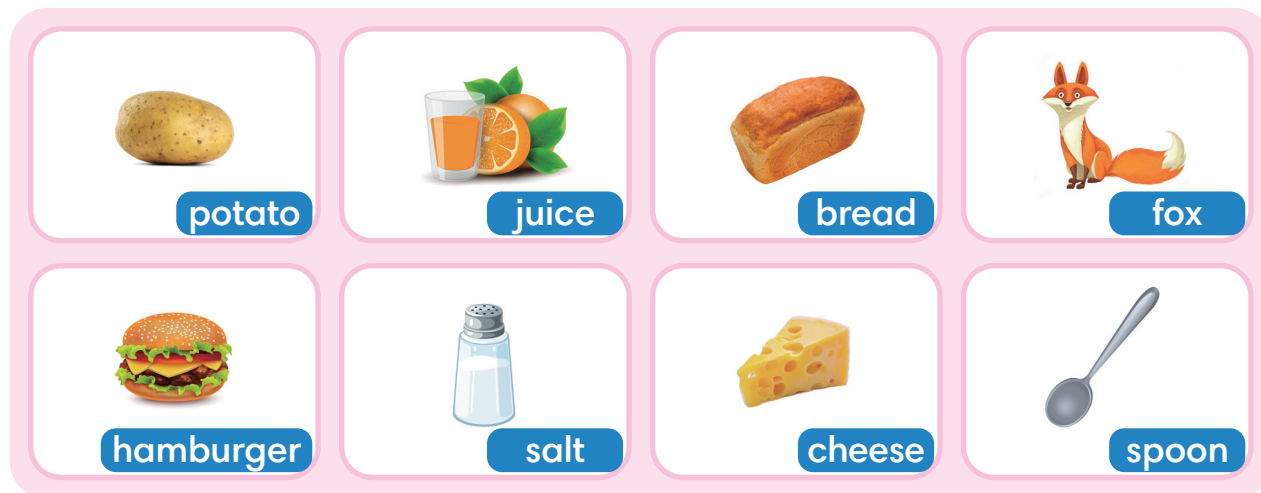 potato
juice
bread
fox
hamburger
salt
cheese
spoon